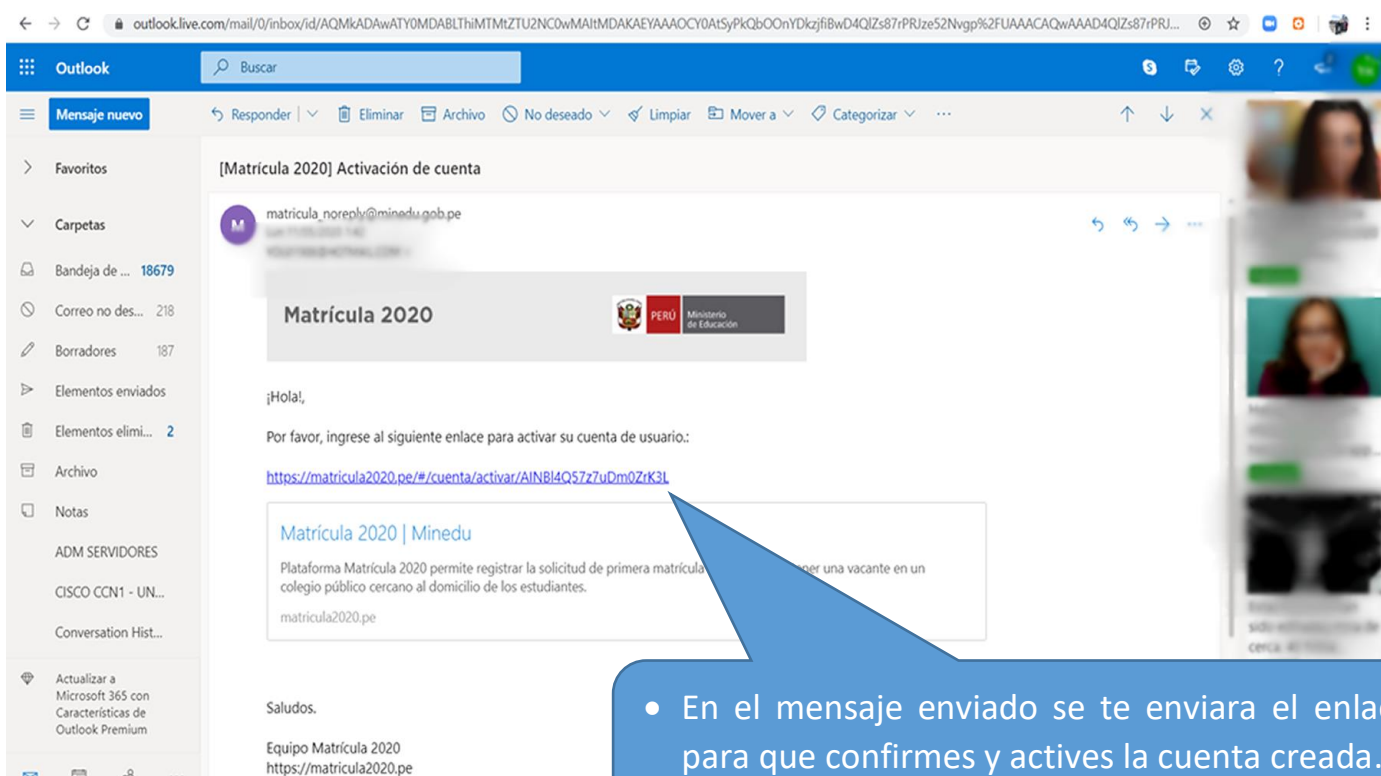 outlook.live.com/mail/0/inbox/id/AQMkADAwATY0MDABLThiMTMtZTU2NC0wMAItMDAKAEYAAAOCY0AtSyPkQbOOnYDkzjfiBwD4QlZs87rPRJze52Nvgp%2FUAAACAQwAAAD4QlZs87rPRJ...
Outlook
Buscar
?
Mensaje nuevo
Responder
Eliminar
Archivo
No deseado
Limpiar
Mover a
Categorizar
...
Favoritos
[Matrícula 2020] Activación de cuenta
Carpetas
M
matricula_noreply@minedu.gob.pe
Bandeja de ... 18679
Correo no des... 218
Borradores 187
Elementos enviados
Elementos elimi... 2
Archivo
Notas
ADM SERVIDORES
CISCO CCN1 - UN...
Conversation Hist...
Actualizar a
Microsoft 365 con
Características de
Outlook Premium
Matrícula 2020
PERÚ
Ministerio
de Educación
¡Hola!,
Por favor, ingrese al siguiente enlace para activar su cuenta de usuario.:
https://matricula2020.pe/#/cuenta/activar/AINBl4Q57z7uDm0ZrK3L
Matrícula 2020 | Minedu
Plataforma Matrícula 2020 permite registrar la solicitud de primera matrícula una vacante en un
colegio público cercano al domicilio de los estudiantes.
matricula2020.pe
Saludos.
Equipo Matrícula 2020
https://matricula2020.pe
• En el mensaje enviado se te enviara el enlac
para que confirmes y actives la cuenta creada.